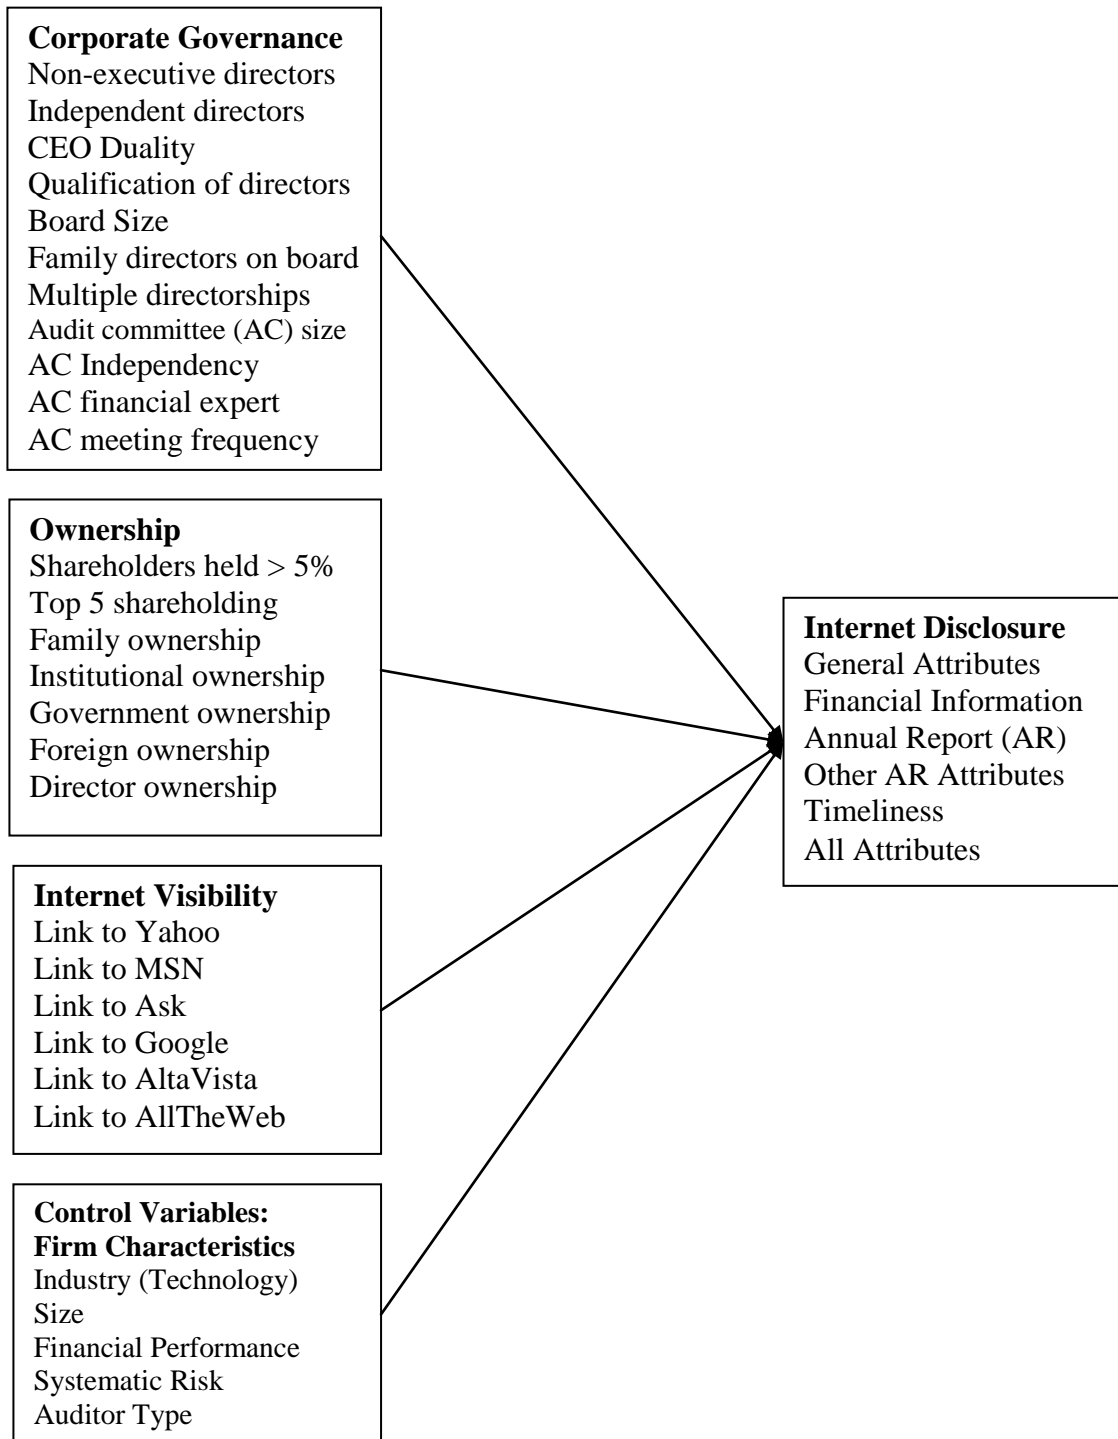 Corporate Governance
Non-executive directors
Independent directors
CEO Duality
Qualification of directors
Board Size
Family directors on board
Multiple directorships
Audit committee (AC) size
AC Independency
AC financial expert
AC meeting frequency
Ownership
Shareholders held > 5%
Top 5 shareholding
Family ownership
Institutional ownership
Government ownership
Foreign ownership
Director ownership
Internet Visibility
Link to Yahoo
Link to MSN
Link to Ask
Link to Google
Link to AltaVista
Link to AllTheWeb
Control Variables:
Firm Characteristics
Industry (Technology)
Size
Financial Performance
Systematic Risk
Auditor Type
Internet Disclosure
General Attributes
Financial Information
Annual Report (AR)
Other AR Attributes
Timeliness
All Attributes